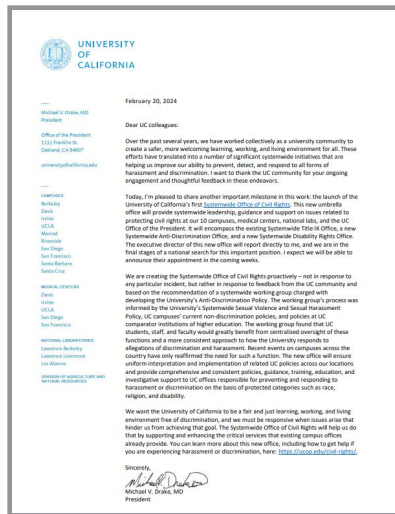 UNIVERSITY
OF
CALIFORNIA
Michael V. Drake, MD
President
Office of the President
1111 Franklin St.
Oakland, CA 94607
universityofcalifornia.edu
CAMPUSES
Berkeley
Davis
Irvine
UCLA
Merced
Riverside
San Diego
San Francisco
Santa Barbara
Santa Cruz
MEDICAL CENTERS
Davis
Irvine
UCLA
San Diego
San Francisco
NATIONAL LABORATORIES
Lawrence Berkeley
Lawrence Livermore
Los Alamos
DIVISION OF AGRICULTURE AND
NATURAL RESOURCES
February 20, 2024
Dear UC colleagues:
Over the past several years, we have worked collectively as a university community to
create a safer, more welcoming learning, working, and living environment for all. These
efforts have translated into a number of significant systemwide initiatives that are
helping us improve our ability to prevent, detect, and respond to all forms of
harassment and discrimination. I want to thank the UC community for your ongoing
engagement and thoughtful feedback in these endeavors.
Today, I'm pleased to share another important milestone in this work: the launch of the
University of California's first Systemwide Office of Civil Rights. This new umbrella
office will provide systemwide leadership, guidance and support on issues related to
protecting civil rights at our 10 campuses, medical centers, national labs, and the UC
Office of the President. It will encompass the existing Systemwide Title IX Office, a new
Systemwide Anti-Discrimination Office, and a new Systemwide Disability Rights Office.
The executive director of this new office will report directly to me, and we are in the
final stages of a national search for this important position. I expect we will be able to
announce their appointment in the coming weeks.
We are creating the Systemwide Office of Civil Rights proactively – not in response to
any particular incident, but rather in response to feedback from the UC community and
based on the recommendation of a systemwide working group charged with
developing the University's Anti-Discrimination Policy. The working group's process was
informed by the University's Systemwide Sexual Violence and Sexual Harassment
Policy, UC campuses' current non-discrimination policies, and policies at UC
comparator institutions of higher education. The working group found that UC
students, staff, and faculty would greatly benefit from centralized oversight of these
functions and a more consistent approach to how the University responds to
allegations of discrimination and harassment. Recent events on campuses across the
country have only reaffirmed the need for such a function. The new office will ensure
uniform interpretation and implementation of related UC policies across our locations
and provide comprehensive and consistent policies, guidance, training, education, and
investigative support to UC offices responsible for preventing and responding to
harassment or discrimination on the basis of protected categories such as race,
religion, and disability.
We want the University of California to be a fair and just learning, working, and living
environment free of discrimination, and we must be responsive when issues arise that
hinder us from achieving that goal. The Systemwide Office of Civil Rights will help us do
that by supporting and enhancing the critical services that existing campus offices
already provide. You can learn more about this new office, including how to get help if
you are experiencing harassment or discrimination, here: https://ucop.edu/civil-rights/.
Sincerely,
Michael V. Drake, MD
President